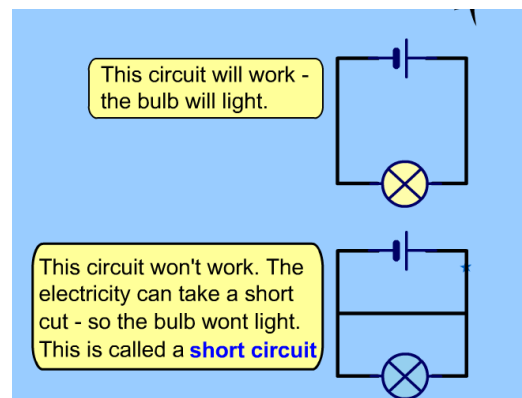 This circuit will work -
the bulb will light.
This circuit won't work. The
electricity can take a short
cut - so the bulb wont light.
This is called a short circuit